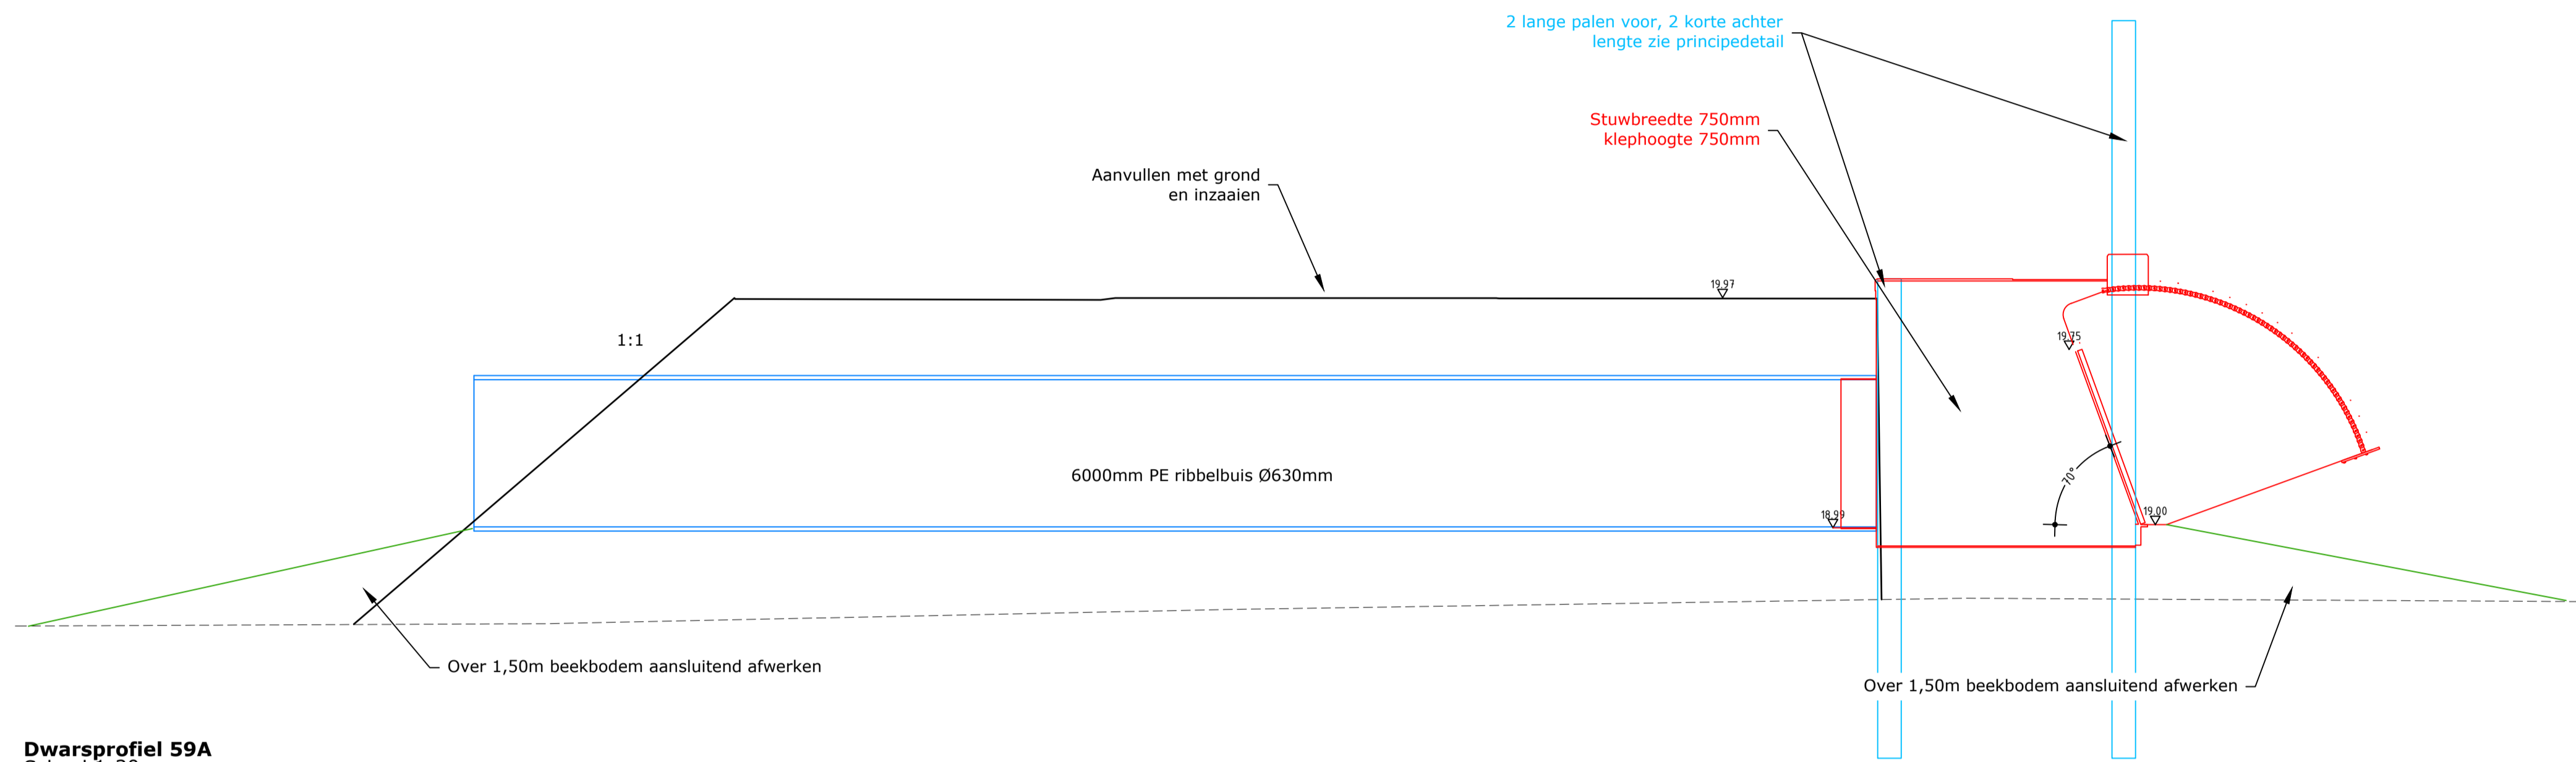 2 lange palen voor, 2 korte achter
lengte zie principedetail
Stuwbreedte 750mm
klephoogte 750mm
Aanvullen met grond
en inzaaien
19.97
1:1
19.75
6000mm PE ribbelbuis Ø630mm
70°
18.99
19.00
Over 1,50m beekbodem aansluitend afwerken
Over 1,50m beekbodem aansluitend afwerken
Dwarsprofiel 59A